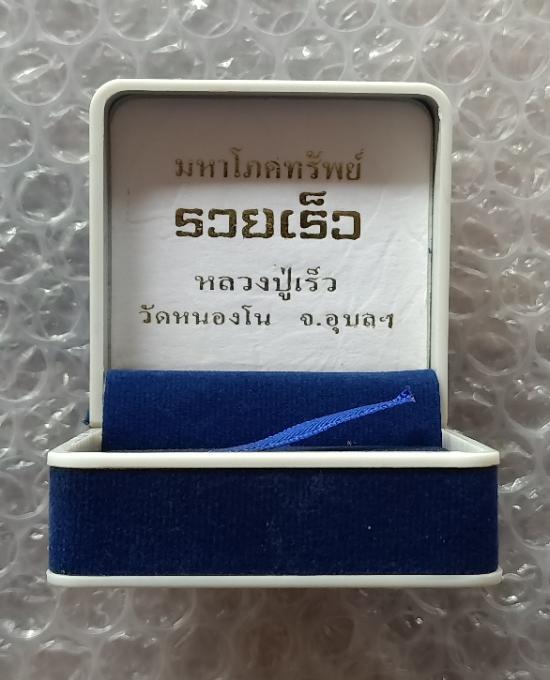 มหาโภคทรัพย์
รวยเร็ว
หลวงปู่เร็ว
วัดหนองโน จ.อุบลฯ